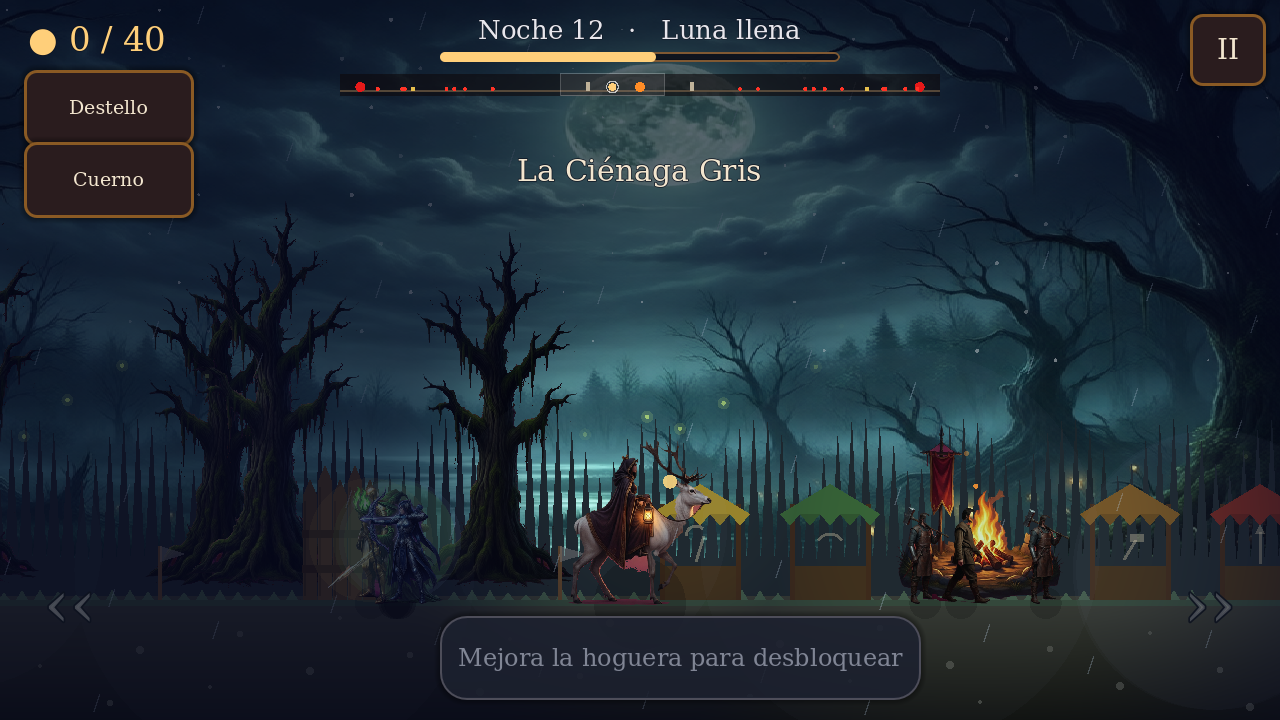 0 / 40
Noche 12 · Luna llena
II
Destello
Cuerno
La Ciénaga Gris
Mejora la hoguera para desbloquear